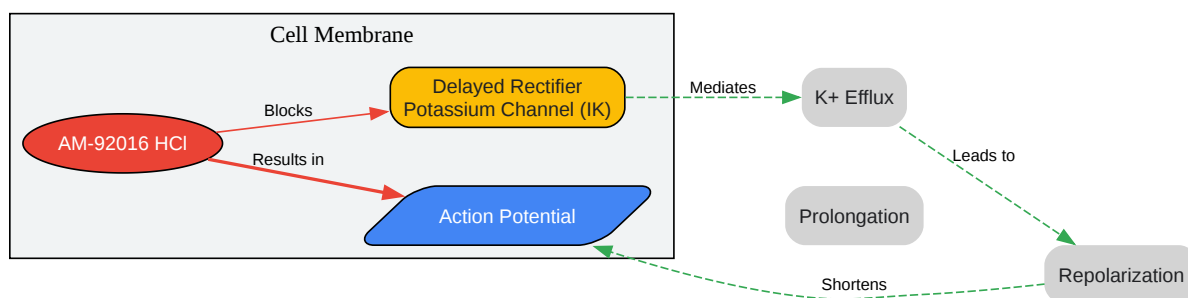 Cell Membrane
Delayed Rectifier
Potassium Channel (IK)
Mediates
K+ Efflux
Blocks
AM-92016 HCl
Results in
Leads to
Action Potential
Prolongation
Repolarization
Shortens